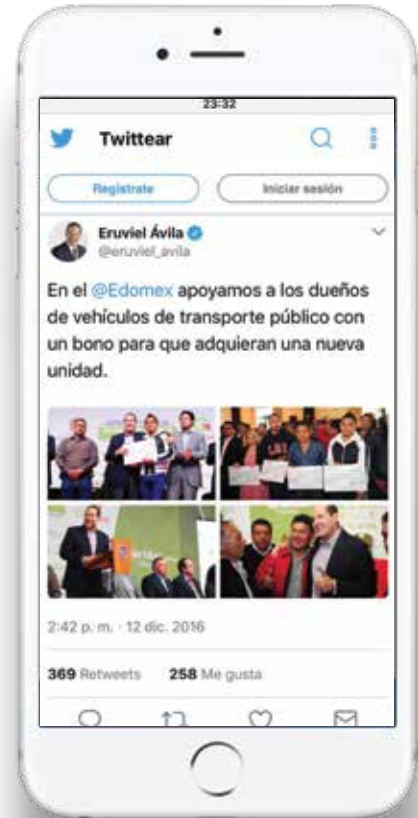 23:32
Twittear
Regístrate Iniciar sesión
Eruviel Ávila
@eruviel_avila
En el @Edomex apoyamos a los dueños
de vehículos de transporte público con
un bono para que adquieran una nueva
unidad.
2:42 p. m. · 12 dic. 2016
369 Retweets 258 Me gusta